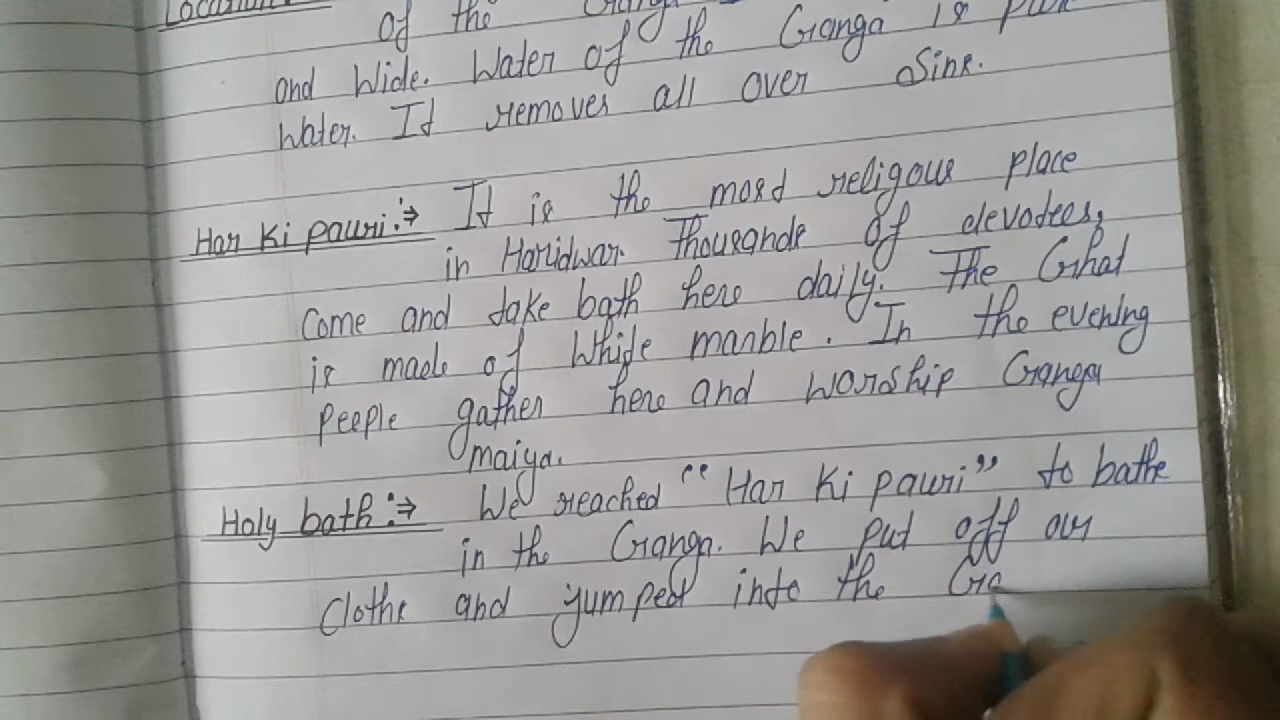 Location
of the Ganga
and wide. Water of the Ganga is pure
Water. It removes all over Sins.
Har Ki pauri :→ It is the most religous place
in Haridwar. Thousands of devotees,
Come and take bath here daily. The Ghat
is made of White marble. In the evening
peeple gather here and worship Ganga
maiya.
Holy bath :→ We reached "Har Ki pauri" to bathe
in the Ganga. We put off our
Clothe and jumped into the Ga